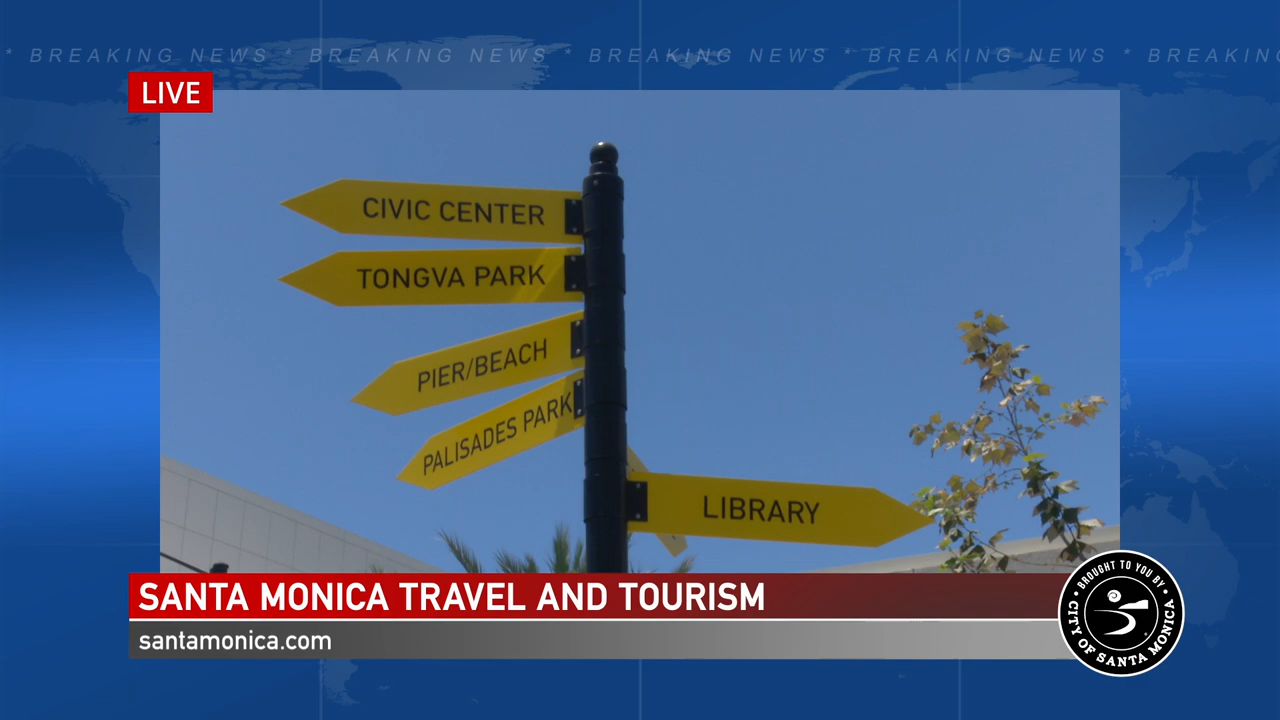 * BREAKING NEWS * BREAKING NEWS * BREAKING NEWS * BREAKING NEWS * BREAKING
LIVE
CIVIC CENTER
TONGVA PARK
PIER/BEACH
PALISADES PARK
LIBRARY
SANTA MONICA TRAVEL AND TOURISM
santamonica.com
• BROUGHT TO YOU BY •
CITY OF SANTA MONICA